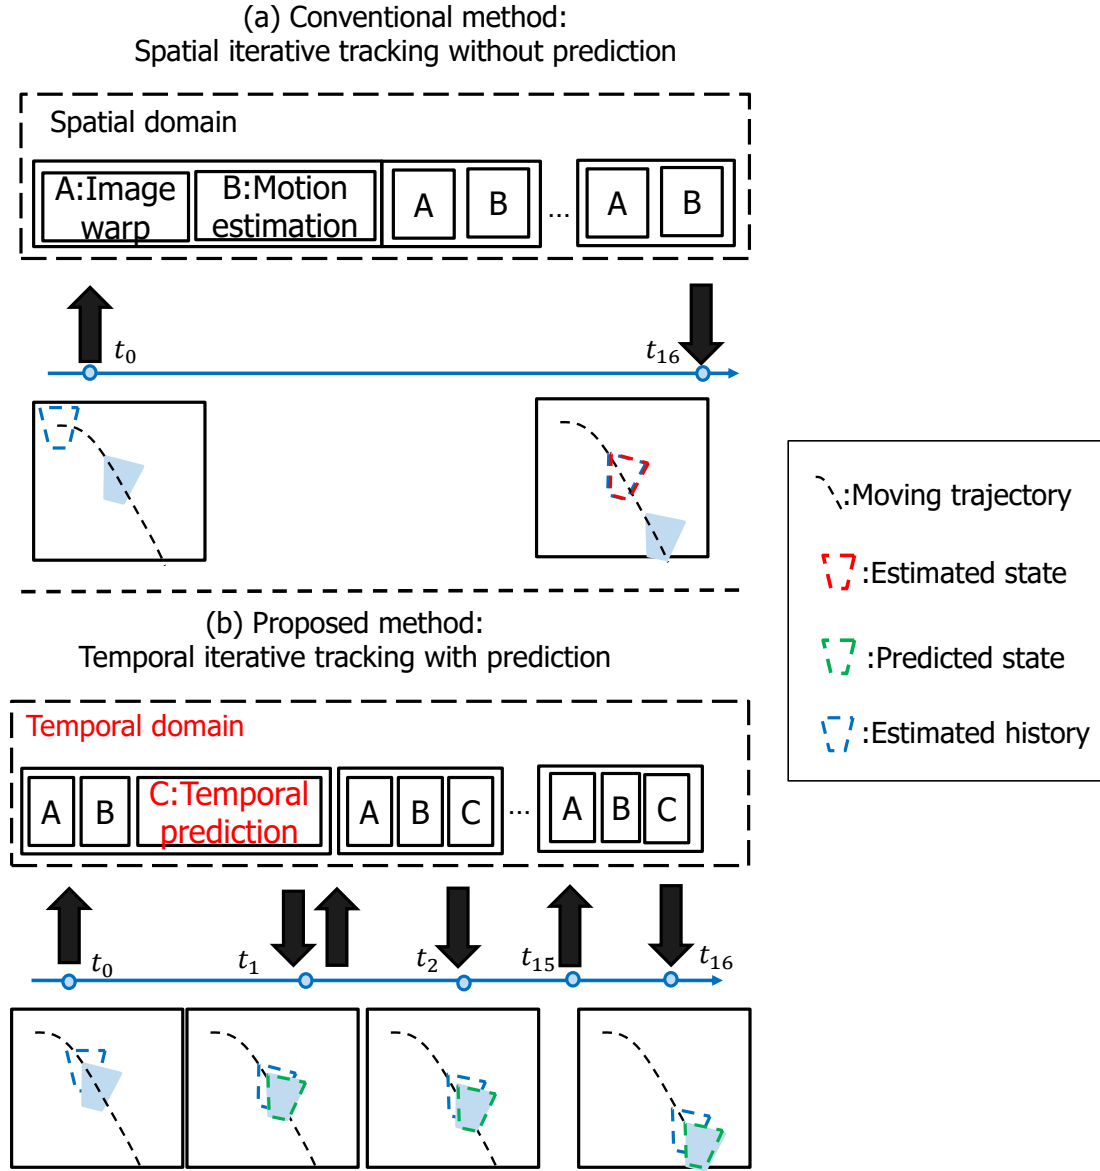 (a) Conventional method:
Spatial iterative tracking without prediction
Spatial domain
A:Image
warp
B:Motion
estimation
A
B
...
A
B
t₀
t₁₆
:Moving trajectory
:Estimated state
:Predicted state
:Estimated history
(b) Proposed method:
Temporal iterative tracking with prediction
Temporal domain
A
B
C:Temporal
prediction
A
B
C
...
A
B
C
t₀
t₁
t₂
t₁₅
t₁₆